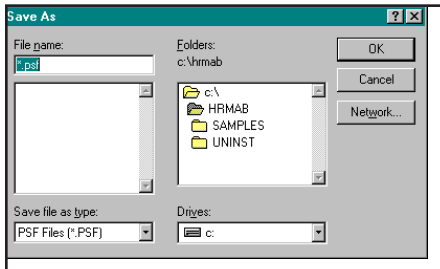 Save As
File name:
*.psf
Folders:
c:\hrmab
c:\
HRMAB
SAMPLES
UNINST
OK
Cancel
Network...
Save file as type:
PSF Files (*.PSF)
Drives:
c: